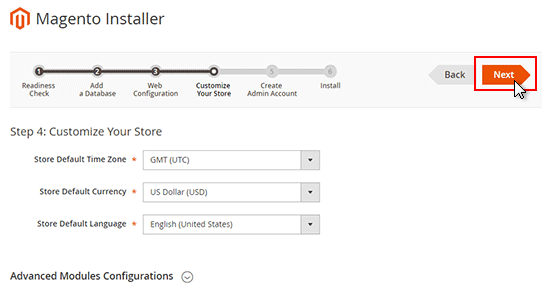 Magento Installer
1 2 3 5 6
Readiness Check
Add a Database
Web Configuration
Customize Your Store
Create Admin Account
Install
Back
Next
Step 4: Customize Your Store
Store Default Time Zone * GMT (UTC)
Store Default Currency * US Dollar (USD)
Store Default Language * English (United States)
Advanced Modules Configurations